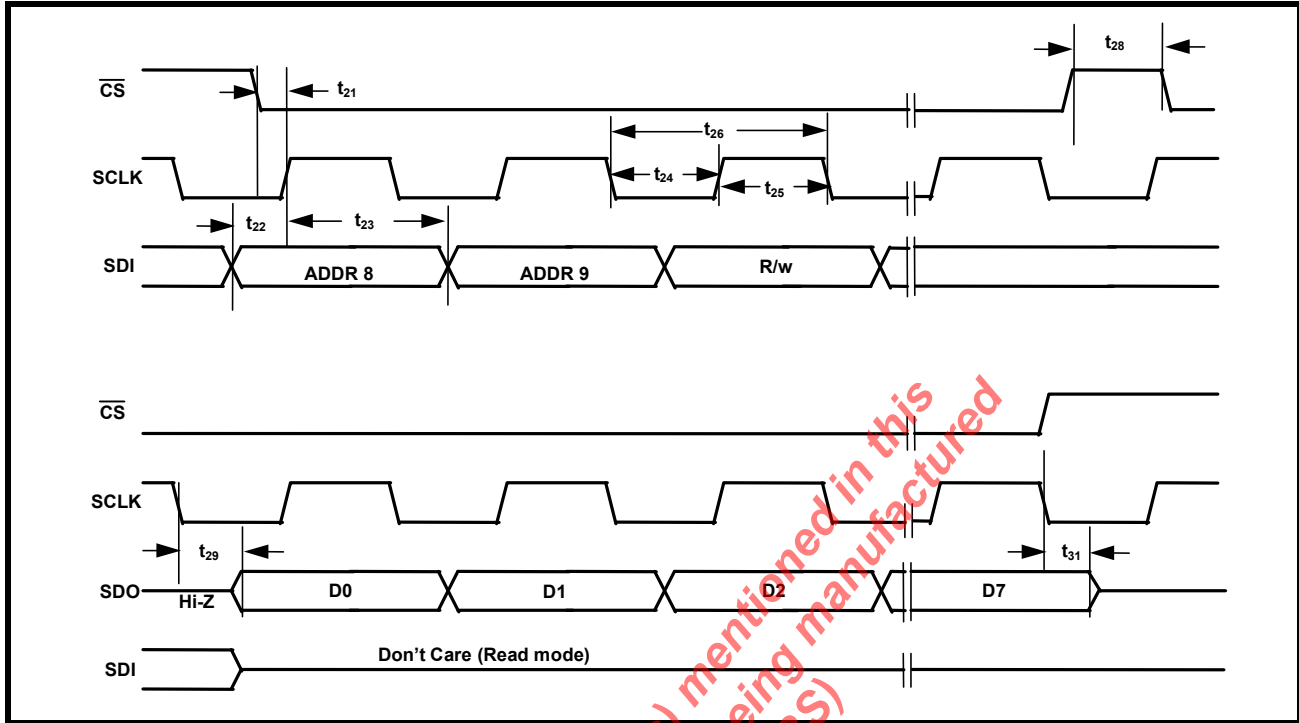 t28
CS
t21
t26
SCLK
t24
t25
t22
t23
SDI
ADDR 8
ADDR 9
R/w
CS
SCLK
t29
t31
SDO
Hi-Z
D0
D1
D2
D7
SDI
Don't Care (Read mode)
) mentioned in this
eing manufactured
S)